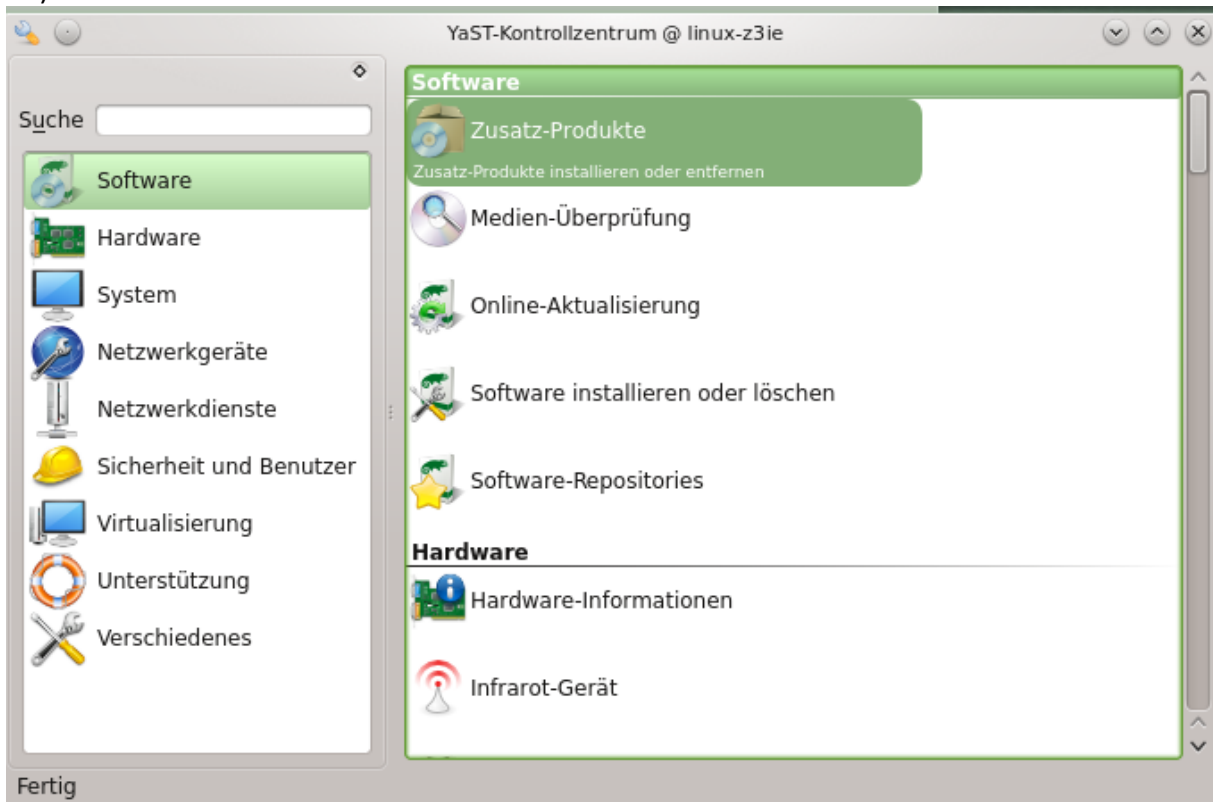 YaST-Kontrollzentrum @ linux-z3ie
Suche
Software
Hardware
System
Netzwerkgeräte
Netzwerkdienste
Sicherheit und Benutzer
Virtualisierung
Unterstützung
Verschiedenes
Software
Zusatz-Produkte
Zusatz-Produkte installieren oder entfernen
Medien-Überprüfung
Online-Aktualisierung
Software installieren oder löschen
Software-Repositories
Hardware
Hardware-Informationen
Infrarot-Gerät
Fertig